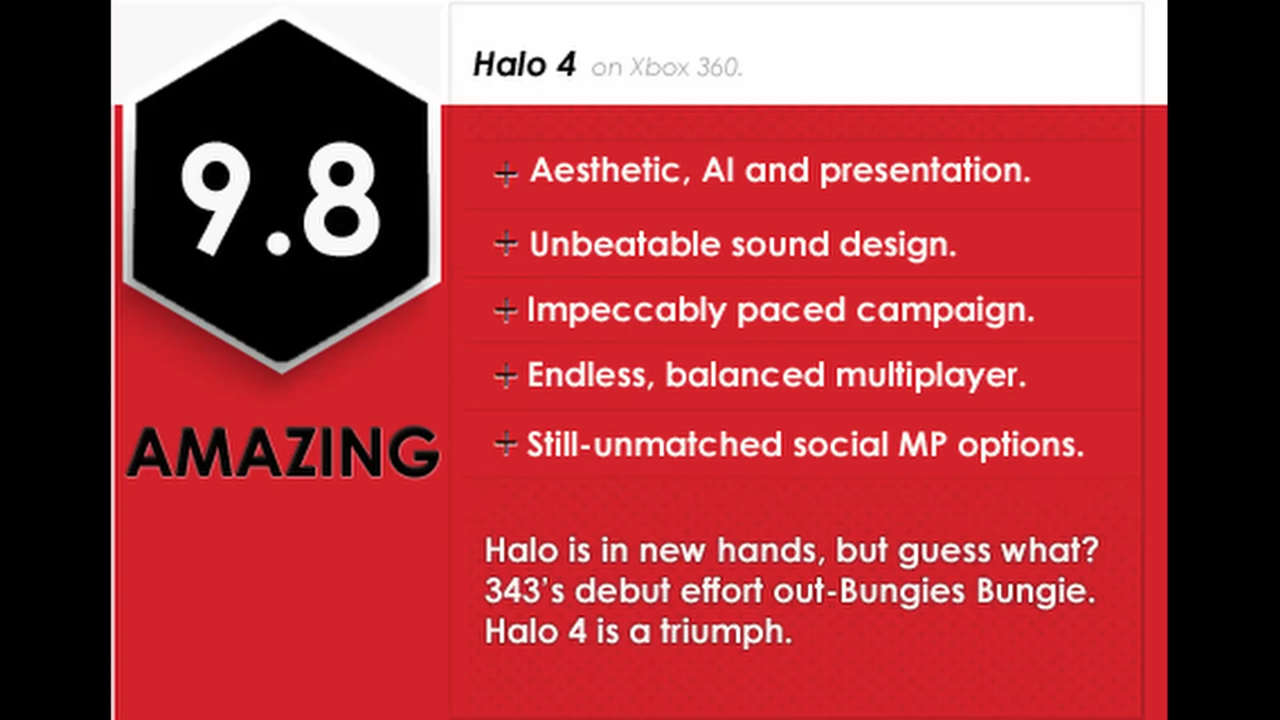 9.8
AMAZING
Halo 4 on Xbox 360.
+ Aesthetic, AI and presentation.
+ Unbeatable sound design.
+ Impeccably paced campaign.
+ Endless, balanced multiplayer.
+ Still-unmatched social MP options.
Halo is in new hands, but guess what?
343's debut effort out-Bungies Bungie.
Halo 4 is a triumph.